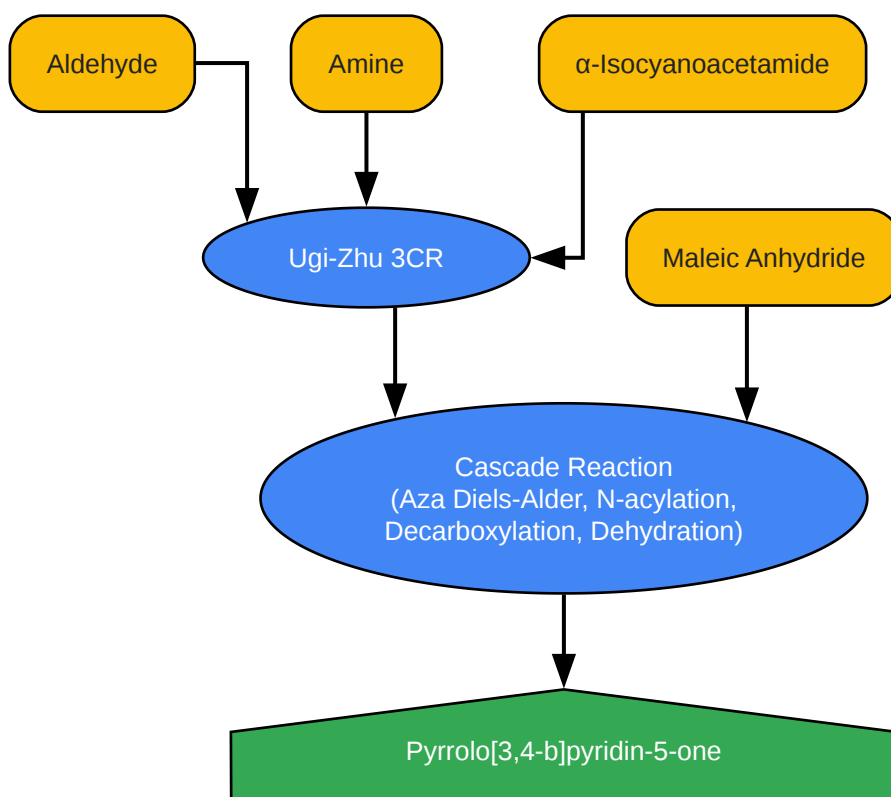 Aldehyde
Amine
α-Isocyanoacetamide
Ugi-Zhu 3CR
Maleic Anhydride
Cascade Reaction
(Aza Diels-Alder, N-acylation,
Decarboxylation, Dehydration)
Pyrrolo[3,4-b]pyridin-5-one